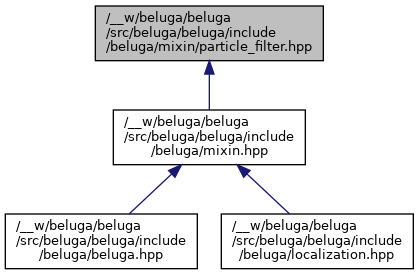 /__w/beluga/beluga
/src/beluga/beluga/include
/beluga/mixin/particle_filter.hpp
/__w/beluga/beluga
/src/beluga/beluga/include
/beluga/mixin.hpp
/__w/beluga/beluga
/src/beluga/beluga/include
/beluga/beluga.hpp
/__w/beluga/beluga
/src/beluga/beluga/include
/beluga/localization.hpp